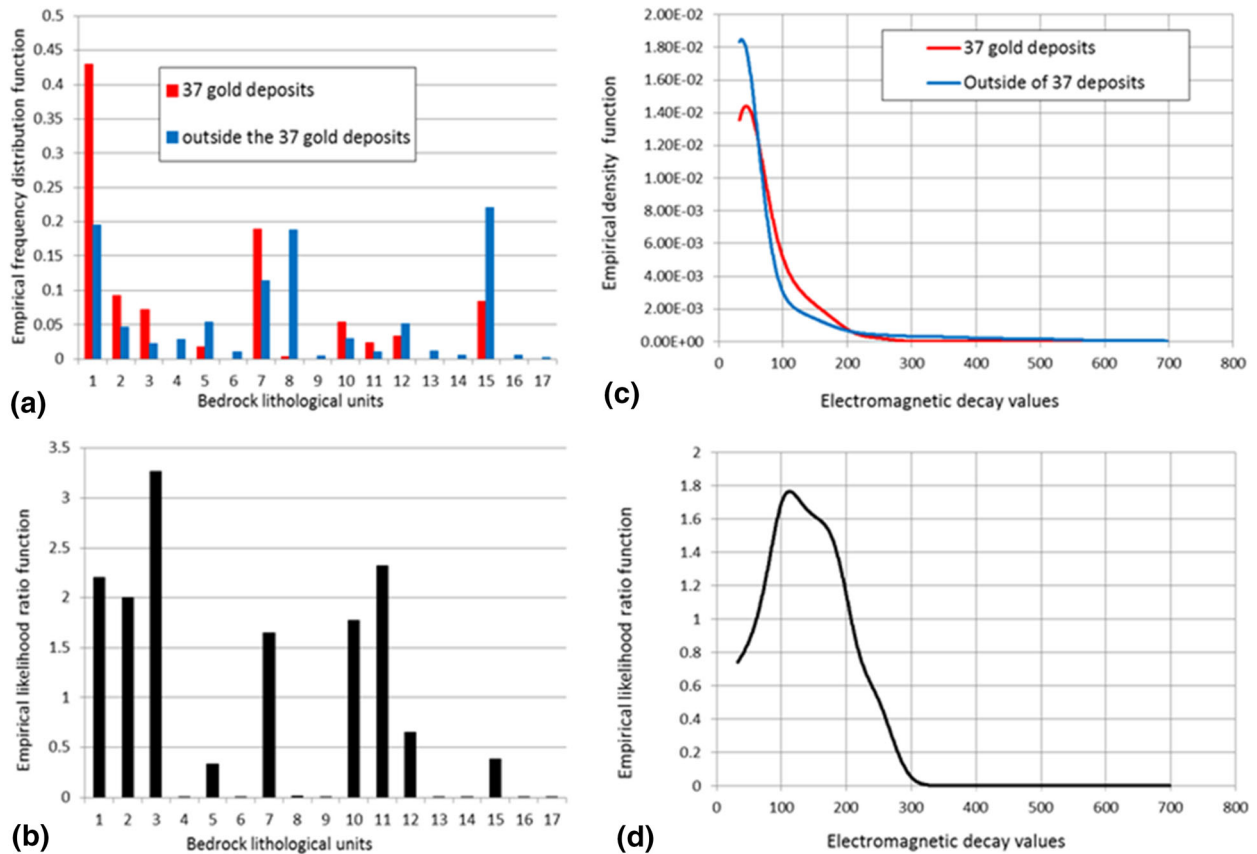 0.5
0.45
0.4
0.35
0.3
0.25
0.2
0.15
0.1
0.05
0
Empirical frequency distribution function
37 gold deposits
outside the 37 gold deposits
1 2 3 4 5 6 7 8 9 10 11 12 13 14 15 16 17
Bedrock lithological units
(a)
2.00E-02
1.80E-02
1.60E-02
1.40E-02
1.20E-02
1.00E-02
8.00E-03
6.00E-03
4.00E-03
2.00E-03
0.00E+00
Empirical density function
37 gold deposits
Outside of 37 deposits
0 100 200 300 400 500 600 700 800
Electromagnetic decay values
(c)
3.5
3
2.5
2
1.5
1
0.5
0
Empirical likelihood ratio function
1 2 3 4 5 6 7 8 9 10 11 12 13 14 15 16 17
Bedrock lithological units
(b)
2
1.8
1.6
1.4
1.2
1
0.8
0.6
0.4
0.2
0
Empirical likelihood ratio function
0 100 200 300 400 500 600 700 800
Electromagnetic decay values
(d)